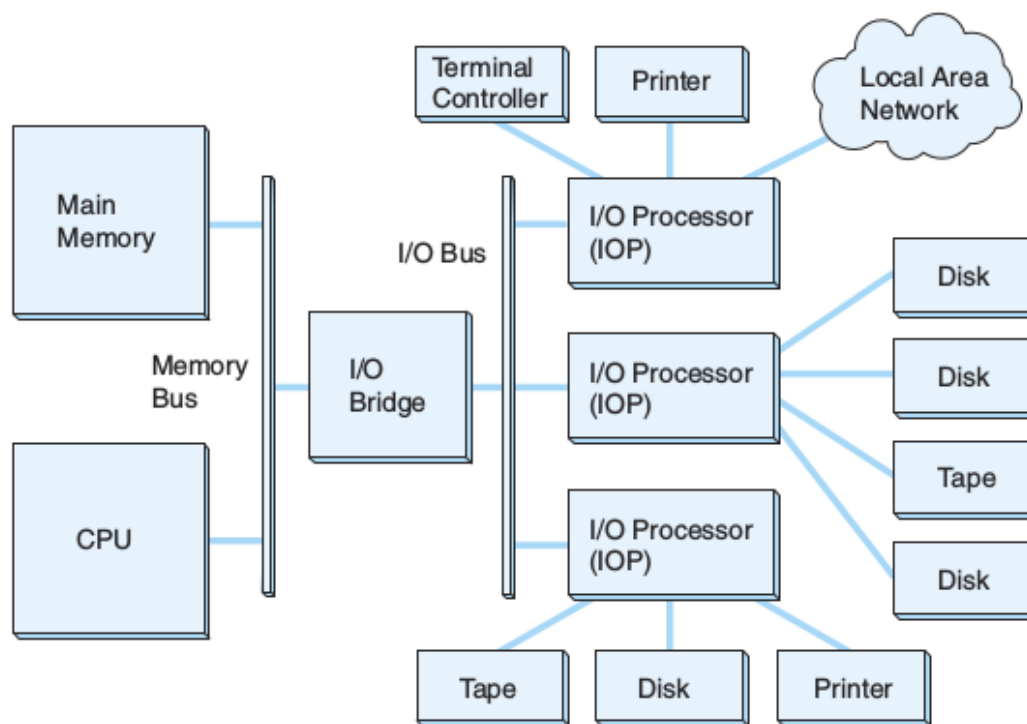 Terminal
Controller
Printer
Local Area
Network
Main
Memory
I/O Processor
(IOP)
I/O Bus
Disk
Memory
Bus
I/O
Bridge
I/O Processor
(IOP)
Disk
Tape
CPU
I/O Processor
(IOP)
Disk
Tape
Disk
Printer